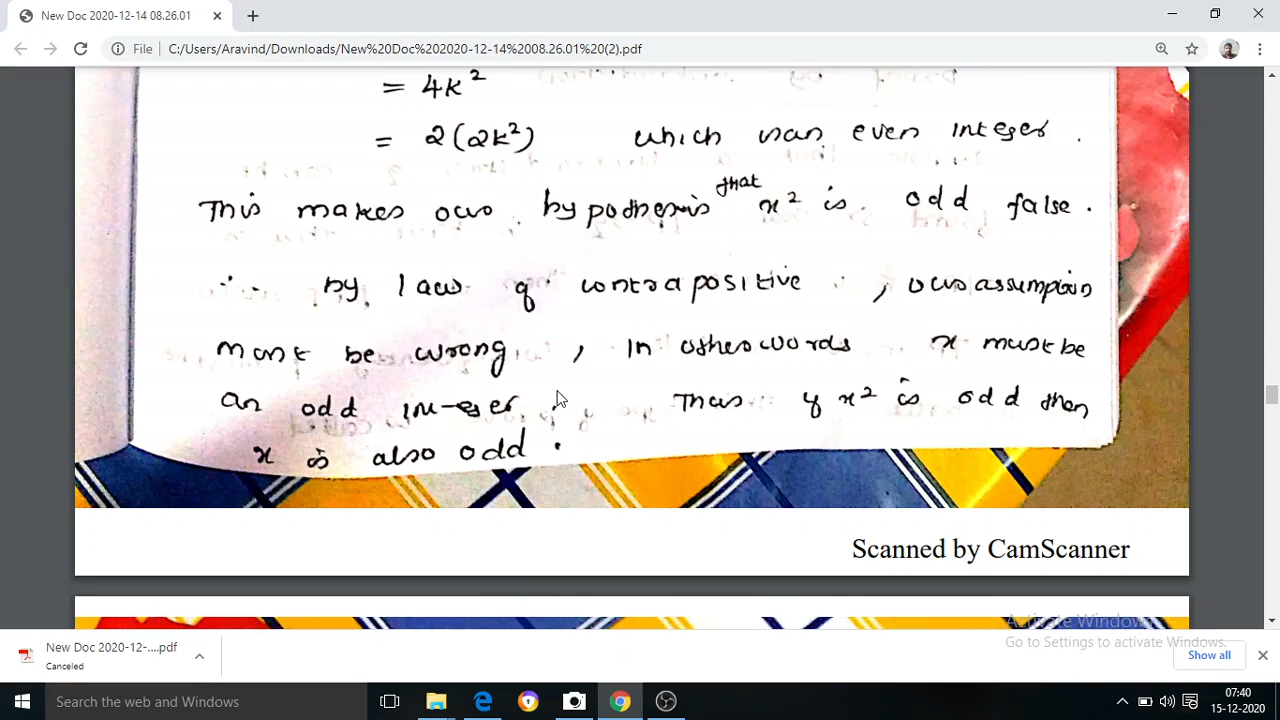 New Doc 2020-12-14 08.26.01
File C:/Users/Aravind/Downloads/New%20Doc%202020-12-14%2008.26.01%20(2).pdf
= 4k²
= 2(2k²) which is an even integer.
This makes our hypothesis that x² is odd false.
∴ by law of contrapositive, our assumption
must be wrong, in other words x must be
an odd integer. Thus if x² is odd then
x is also odd.
Scanned by CamScanner
Activate Windows
Go to Settings to activate Windows.
New Doc 2020-12-....pdf
Canceled
Show all
Search the web and Windows
07:40
15-12-2020